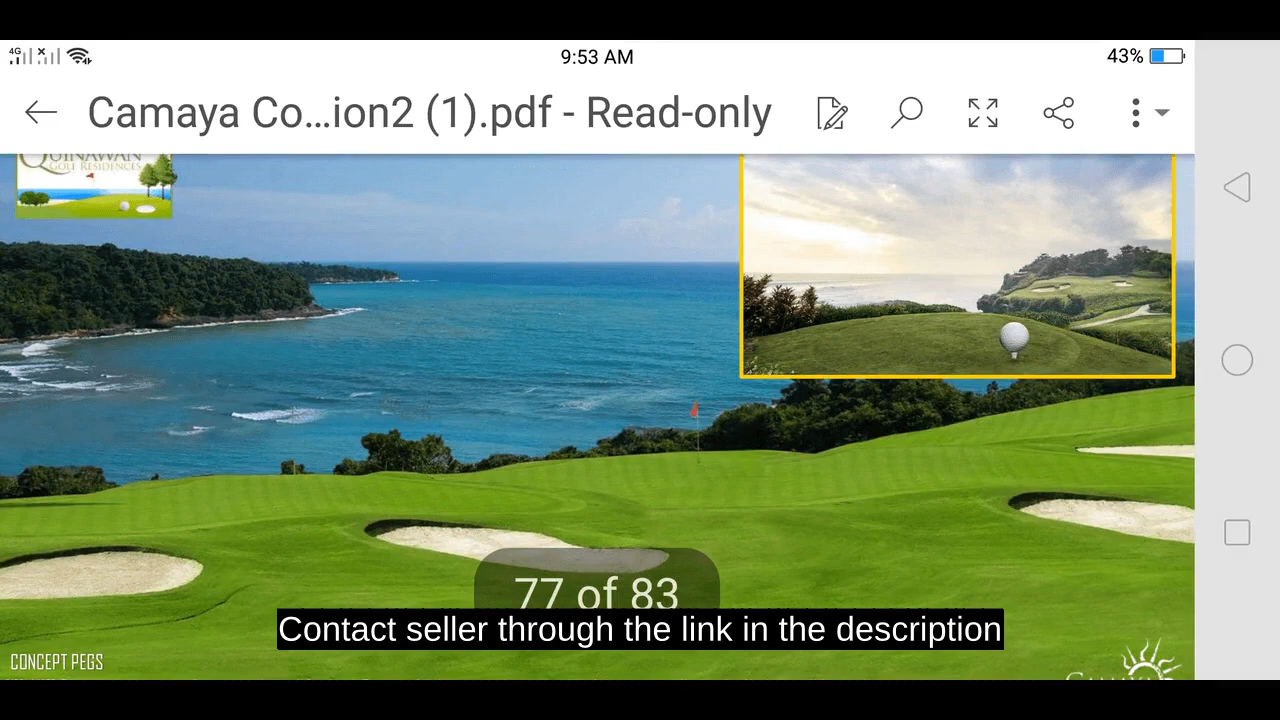 4G
9:53 AM
43%
Camaya Co...ion2 (1).pdf - Read-only
QUINAWAN
GOLF RESIDENCES
77 of 83
Contact seller through the link in the description
CONCEPT PEGS